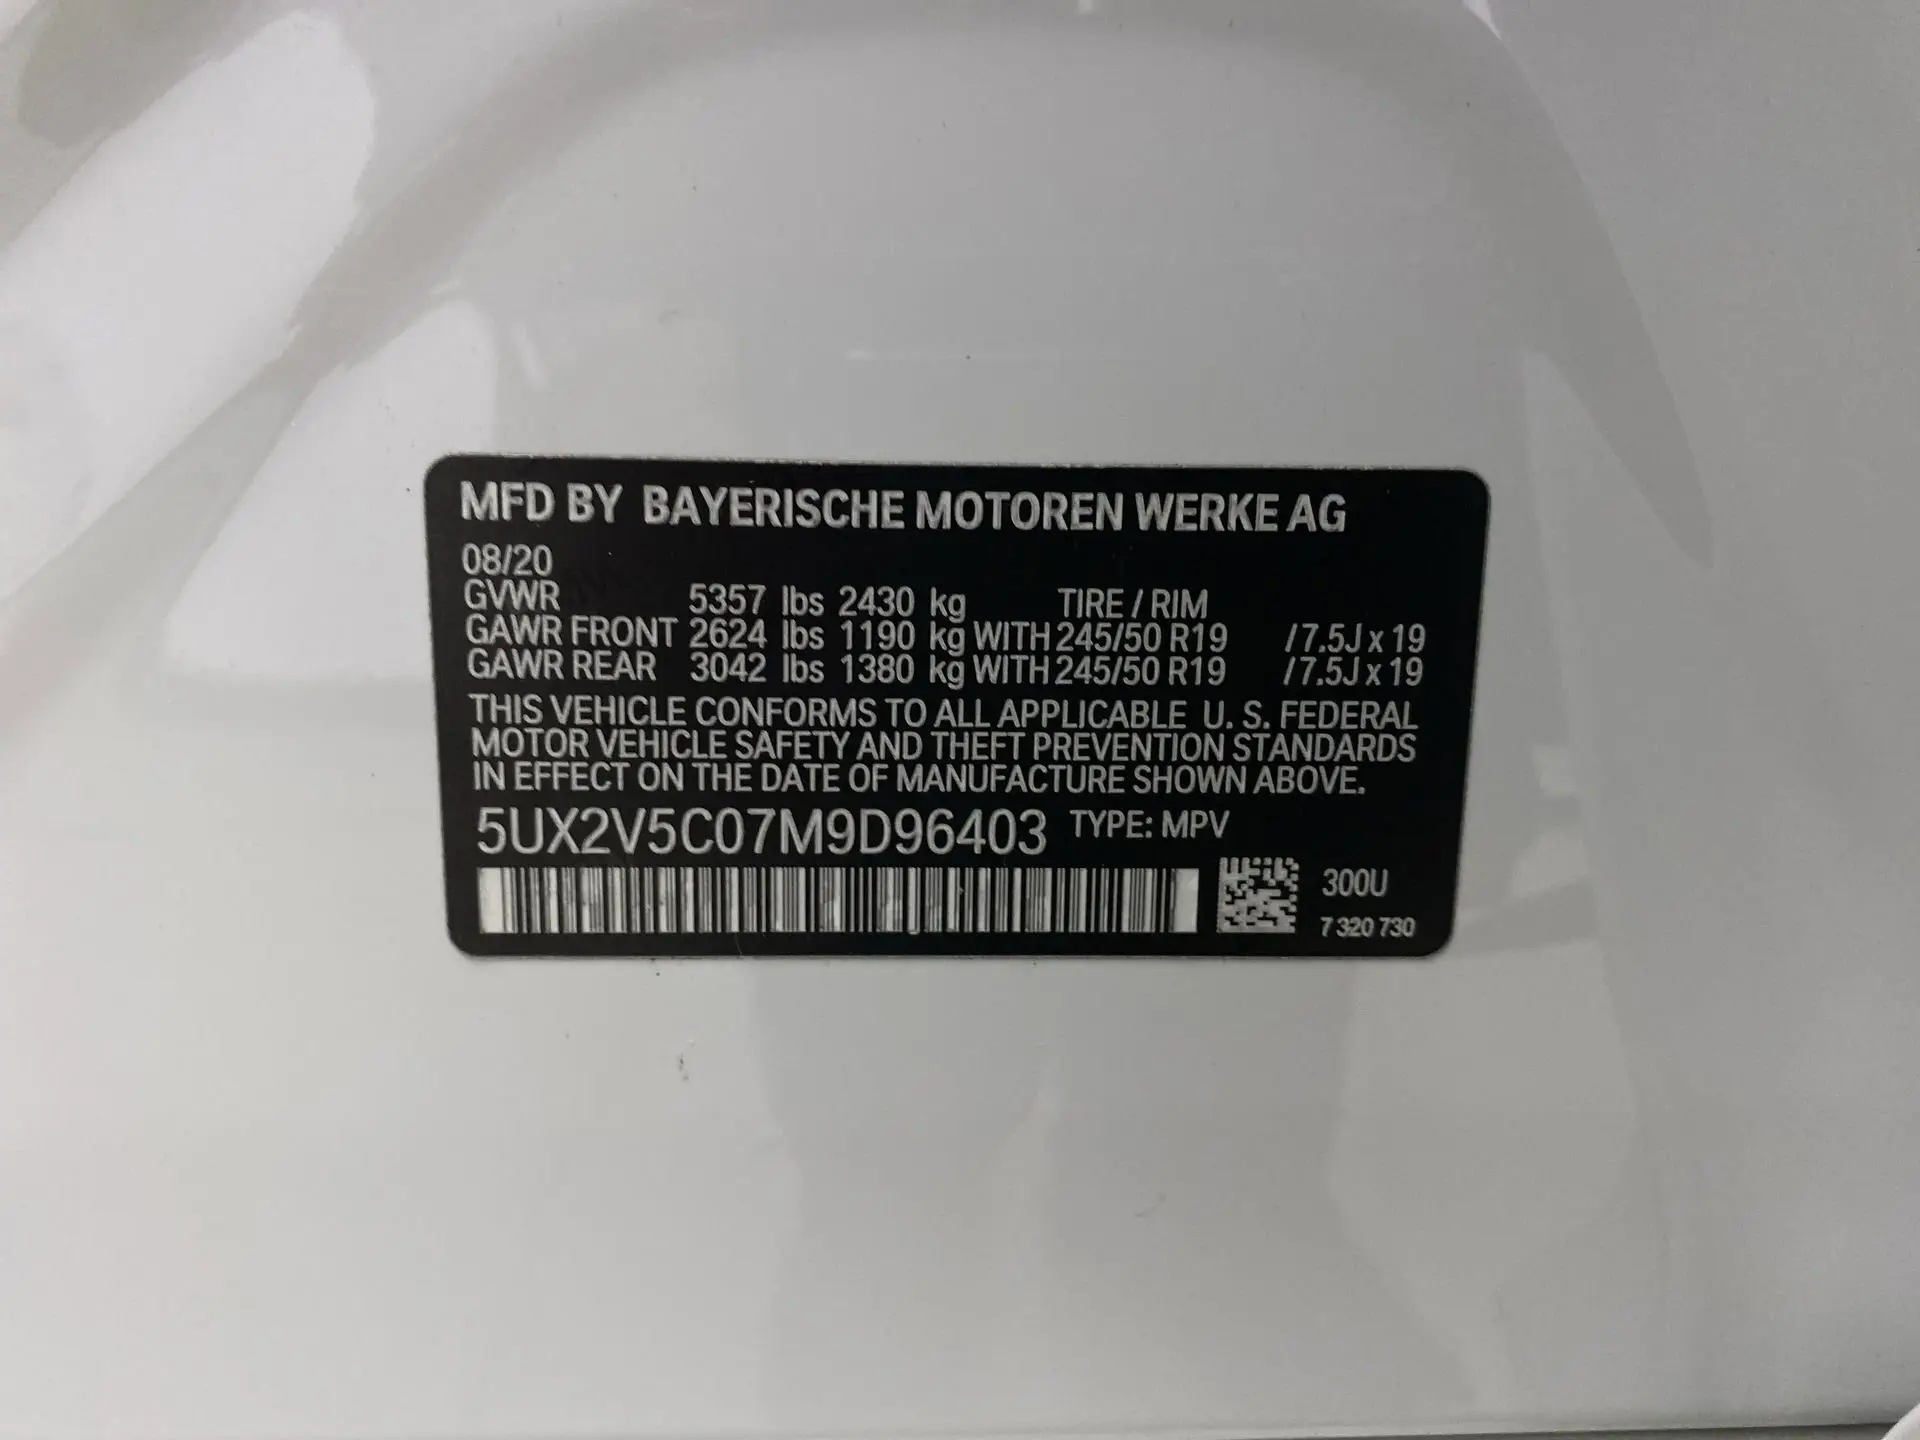 MFD BY BAYERISCHE MOTOREN WERKE AG
08/20
GVWR 5357 lbs 2430 kg TIRE / RIM
GAWR FRONT 2624 lbs 1190 kg WITH 245/50 R19 /7.5J x 19
GAWR REAR 3042 lbs 1380 kg WITH 245/50 R19 /7.5J x 19
THIS VEHICLE CONFORMS TO ALL APPLICABLE U. S. FEDERAL
MOTOR VEHICLE SAFETY AND THEFT PREVENTION STANDARDS
IN EFFECT ON THE DATE OF MANUFACTURE SHOWN ABOVE.
5UX2V5C07M9D96403 TYPE: MPV
300U
7 320 730